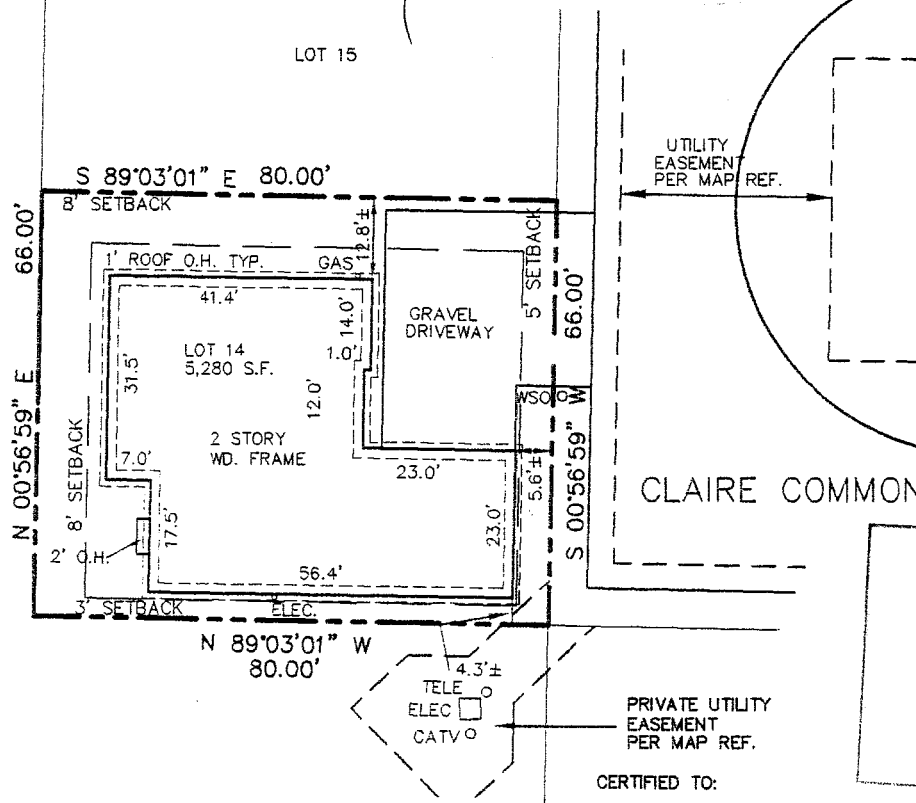 LOT 15
UTILITY
EASEMENT
PER MAP REF.
S 89°03'01" E 80.00'
8' SETBACK
66.00'
12.8'±
5' SETBACK
66.00'
1' ROOF O.H. TYP. GAS
41.4'
14.0'
GRAVEL
DRIVEWAY
LOT 14
5,280 S.F.
1.0'
31.5'
12.0'
WSO
N 00°56'59" E
S 00°56'59" W
2 STORY
WD. FRAME
7.0'
23.0'
5.6'±
CLAIRE COMMON
8' SETBACK
17.5'
23.0'
2' O.H.
56.4'
3' SETBACK
ELEC.
N 89°03'01" W
80.00'
4.3'±
TELE
ELEC
CATV
PRIVATE UTILITY
EASEMENT
PER MAP REF.
CERTIFIED TO: